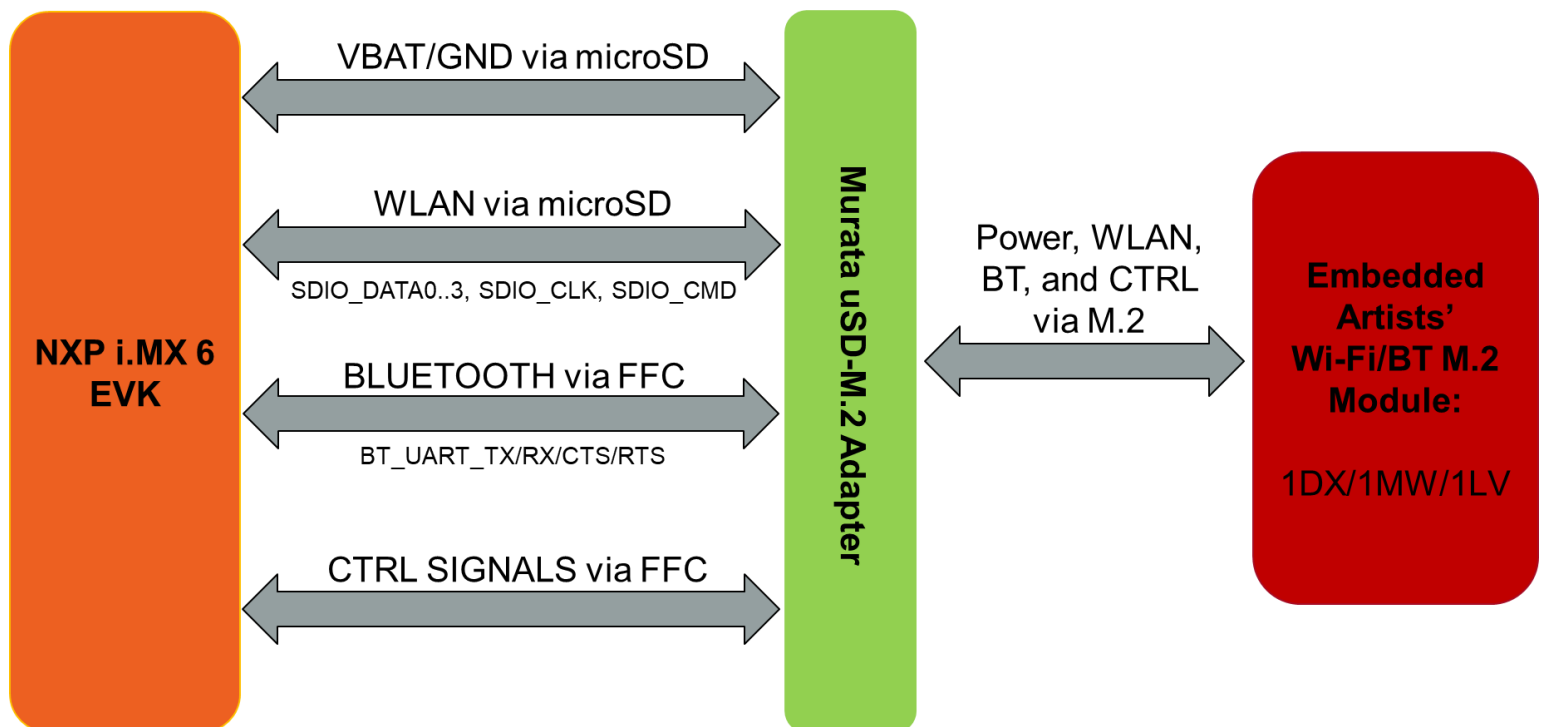 NXP i.MX 6
EVK
VBAT/GND via microSD
WLAN via microSD
SDIO_DATA0..3, SDIO_CLK, SDIO_CMD
BLUETOOTH via FFC
BT_UART_TX/RX/CTS/RTS
CTRL SIGNALS via FFC
Murata uSD-M.2 Adapter
Power, WLAN,
BT, and CTRL
via M.2
Embedded
Artists’
Wi-Fi/BT M.2
Module:
1DX/1MW/1LV